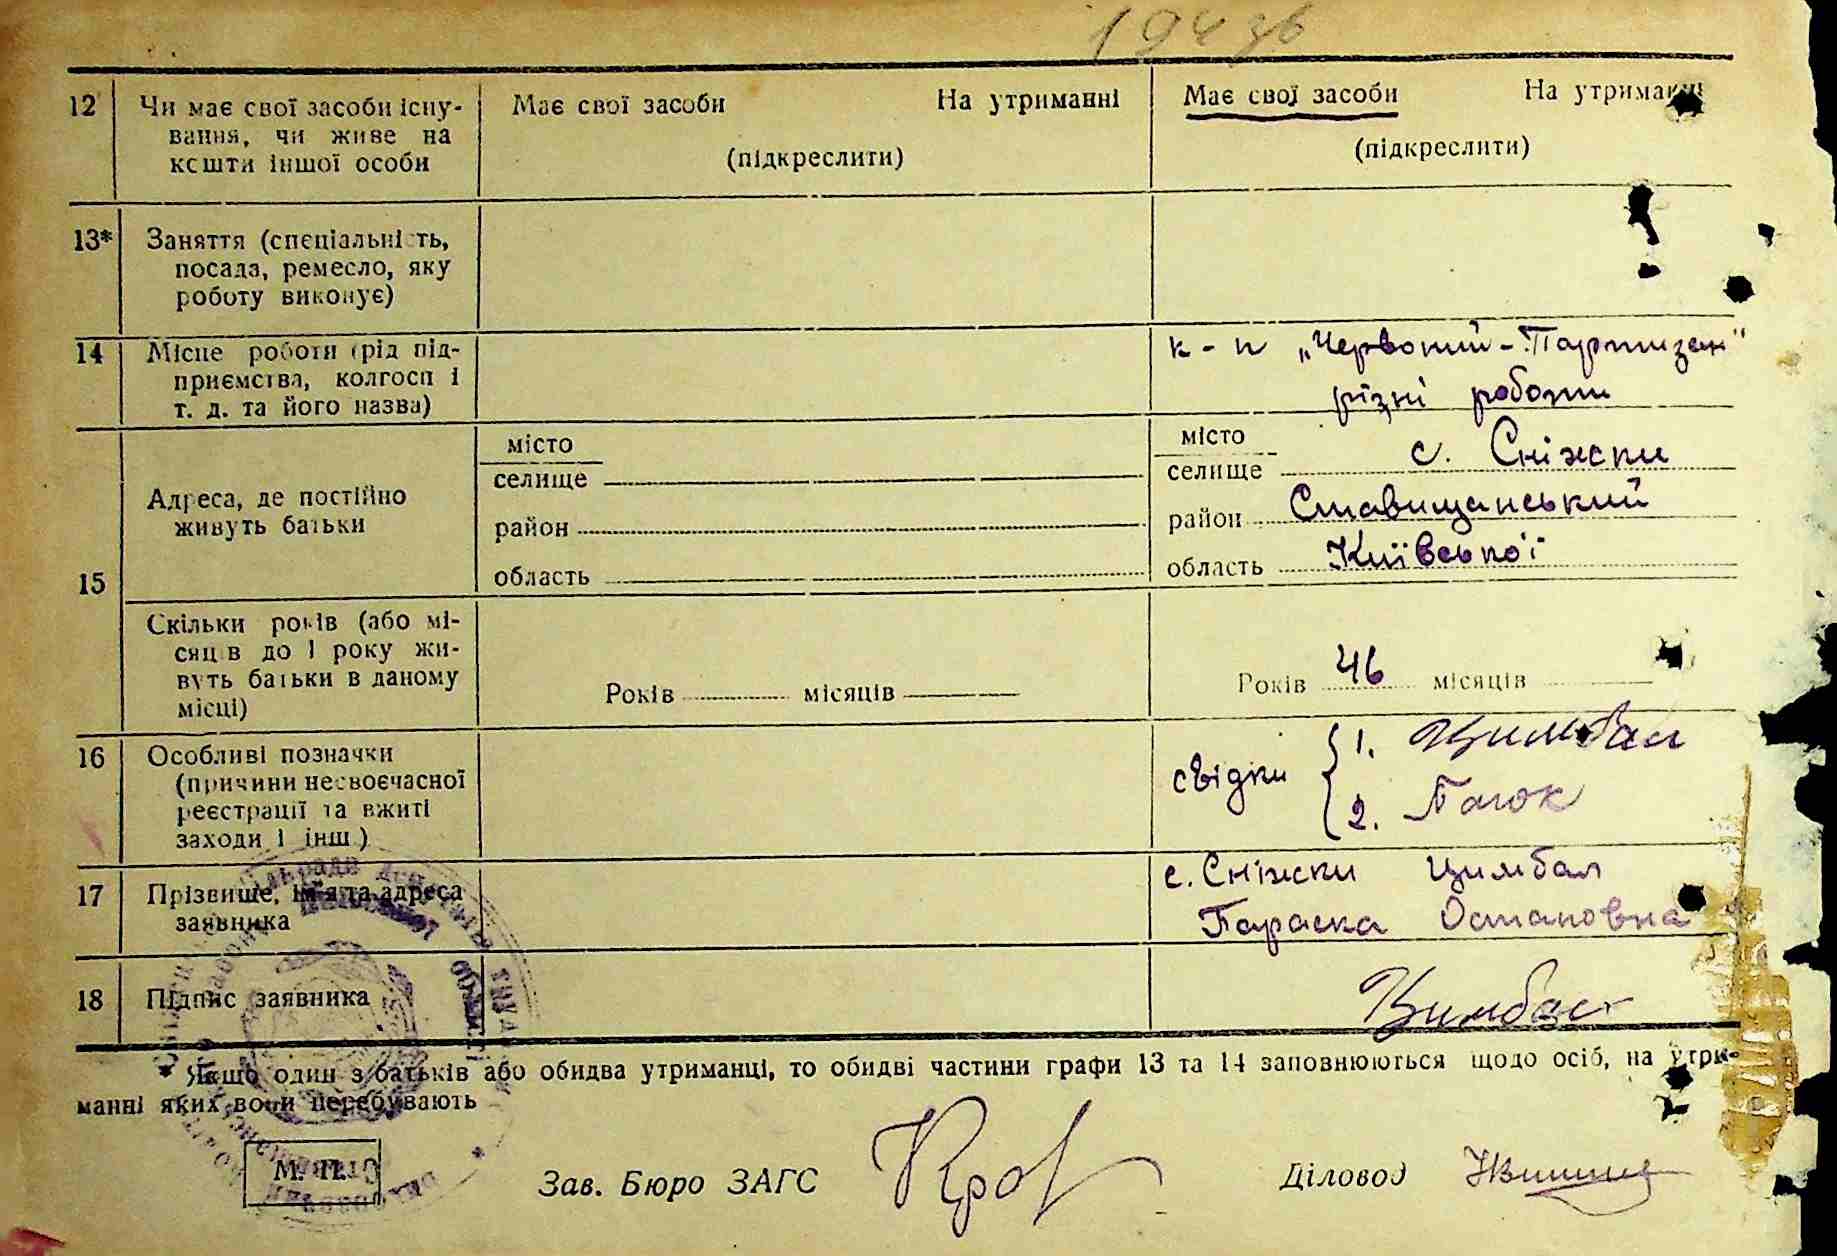 12 Чи має свої засоби існу-
вання, чи живе на
кошти іншої особи
Має свої засоби На утриманні
(підкреслити)
Має свої засоби На утриманні
(підкреслити)
13* Заняття (спеціальність,
посада, ремесло, яку
роботу виконує)
14 Місце роботи (рід під-
приємства, колгосп і
т. д. та його назва)
к-п „Червоний-Партизан"
різні роботи
15 Адреса, де постійно
живуть батьки
місто
селище
район
область
місто
селище с. Сніжки
район Ставищанський
область Київської
Скільки років (або мі-
сяців до 1 року жи-
вуть батьки в даному
місці)
Років місяців
Років 46 місяців
16 Особливі позначки
(причини несвоєчасної
реєстрації та вжиті
заходи і інш.)
свідки 1. Цимбал
2.
17 Прізвище, ім'я та адреса
заявника
с. Сніжки Цимбал
Параска Остаповна
18 Підпис заявника
Цимбал
* Якщо один з батьків або обидва утриманці, то обидві частини графи 13 та 14 заповнюються щодо осіб, на утри-
манні яких вони перебувають
М. П.
Зав. Бюро ЗАГС
Діловод